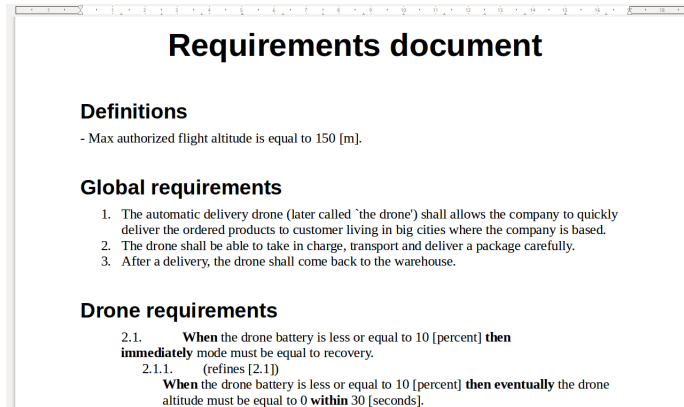 Requirements document
Definitions
- Max authorized flight altitude is equal to 150 [m].
Global requirements
1. The automatic delivery drone (later called `the drone') shall allows the company to quickly
deliver the ordered products to customer living in big cities where the company is based.
2. The drone shall be able to take in charge, transport and deliver a package carefully.
3. After a delivery, the drone shall come back to the warehouse.
Drone requirements
2.1. When the drone battery is less or equal to 10 [percent] then
immediately mode must be equal to recovery.
2.1.1. (refines [2.1])
When the drone battery is less or equal to 10 [percent] then eventually the drone
altitude must be equal to 0 within 30 [seconds].